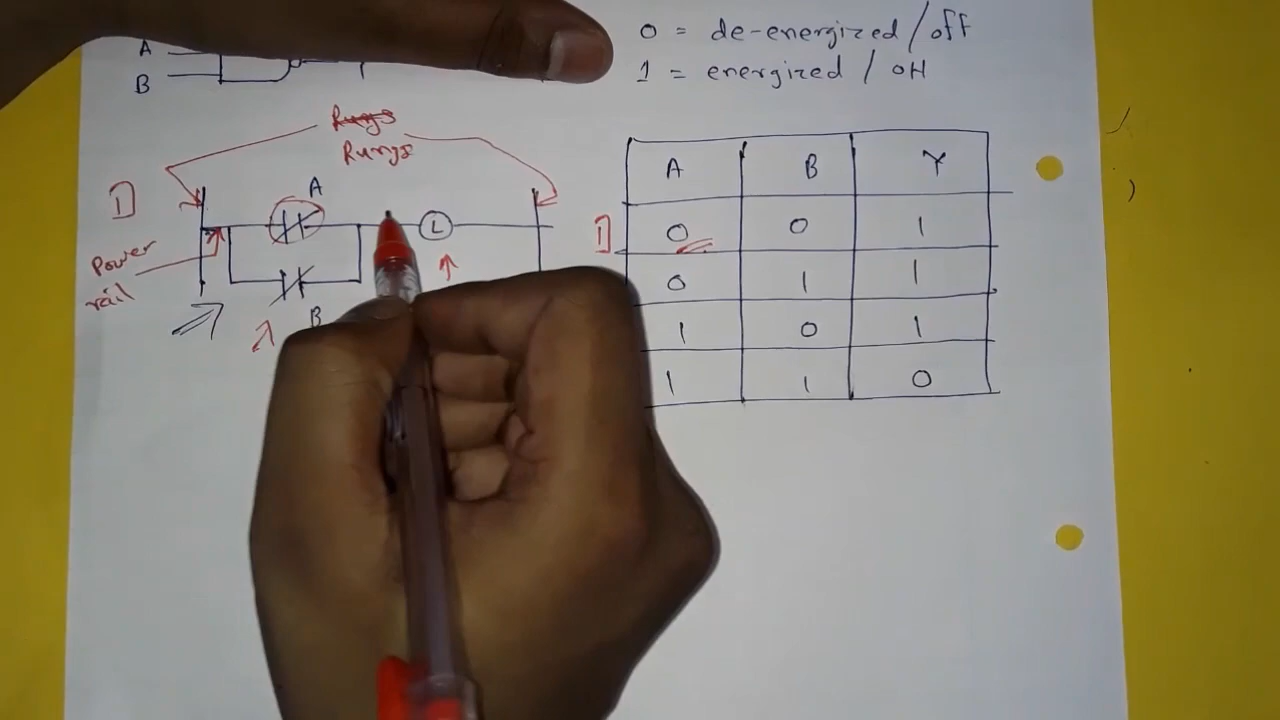 0 = de-energized / off
1 = energized / on
A
B
Rungs
Rungs
1)
A
L
Power
rail
B
A B Y
1) 0 0 1
0 1 1
1 0 1
1 1 0